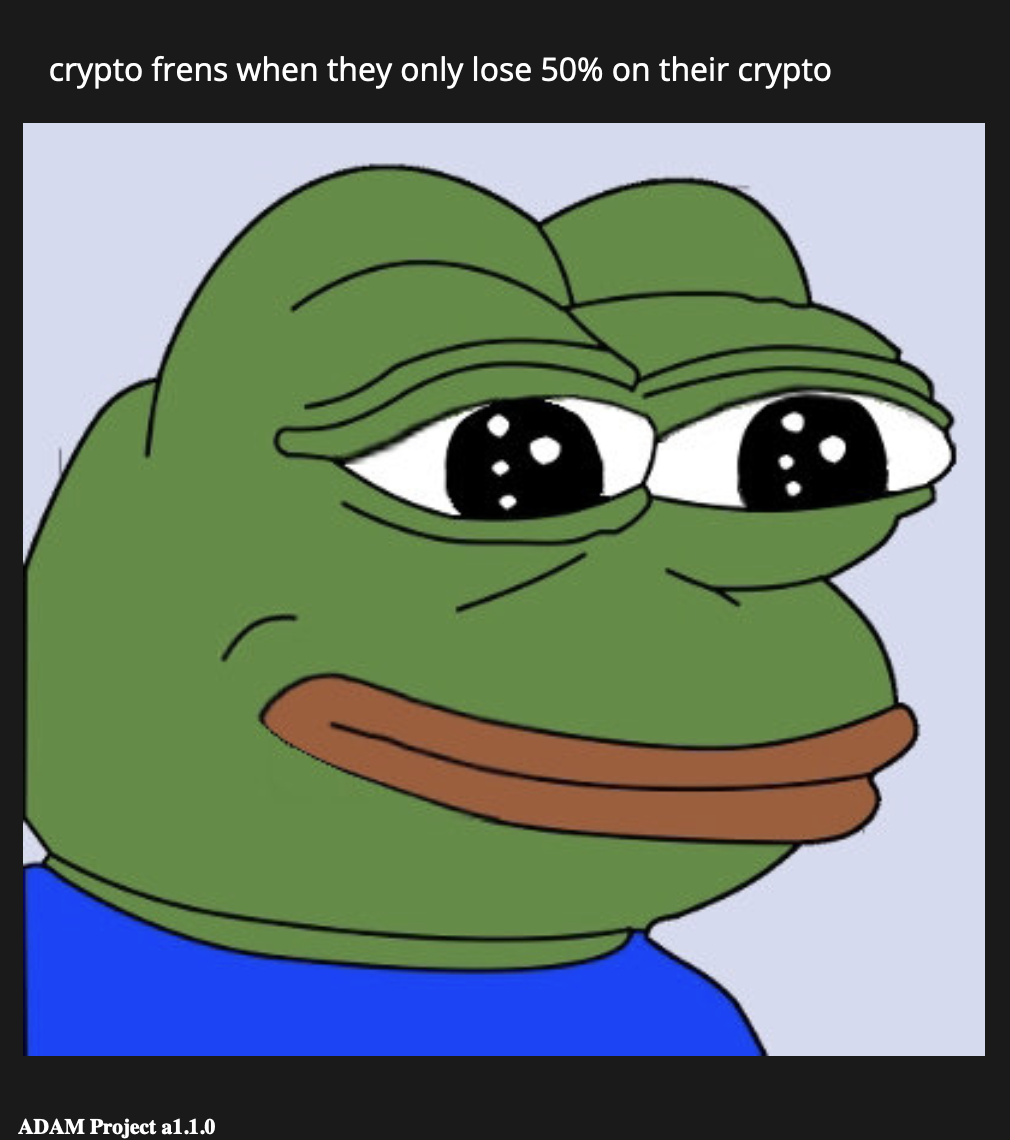 crypto frens when they only lose 50% on their crypto
ADAM Project a1.1.0